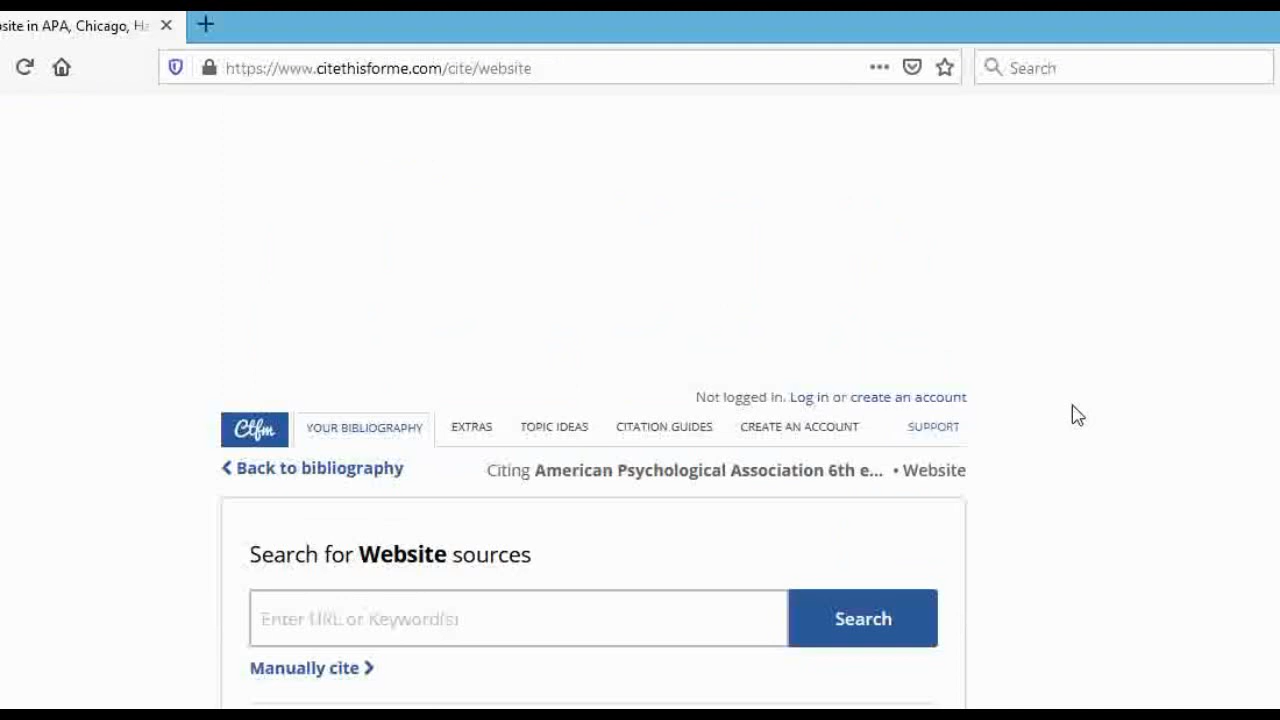 site in APA, Chicago, Ha
https://www.citethisforme.com/cite/website
Search
Not logged in. Log in or create an account
Ctfm YOUR BIBLIOGRAPHY EXTRAS TOPIC IDEAS CITATION GUIDES CREATE AN ACCOUNT SUPPORT
Back to bibliography Citing American Psychological Association 6th e... • Website
Search for Website sources
Enter URL or Keyword(s) Search
Manually cite